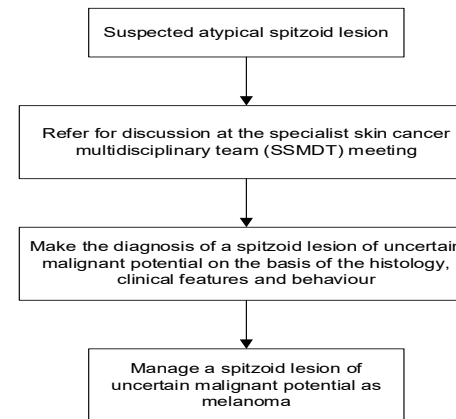 Suspected atypical spitzoid lesion
Refer for discussion at the specialist skin cancer
multidisciplinary team (SSMDT) meeting
Make the diagnosis of a spitzoid lesion of uncertain
malignant potential on the basis of the histology,
clinical features and behaviour
Manage a spitzoid lesion of
uncertain malignant potential as
melanoma